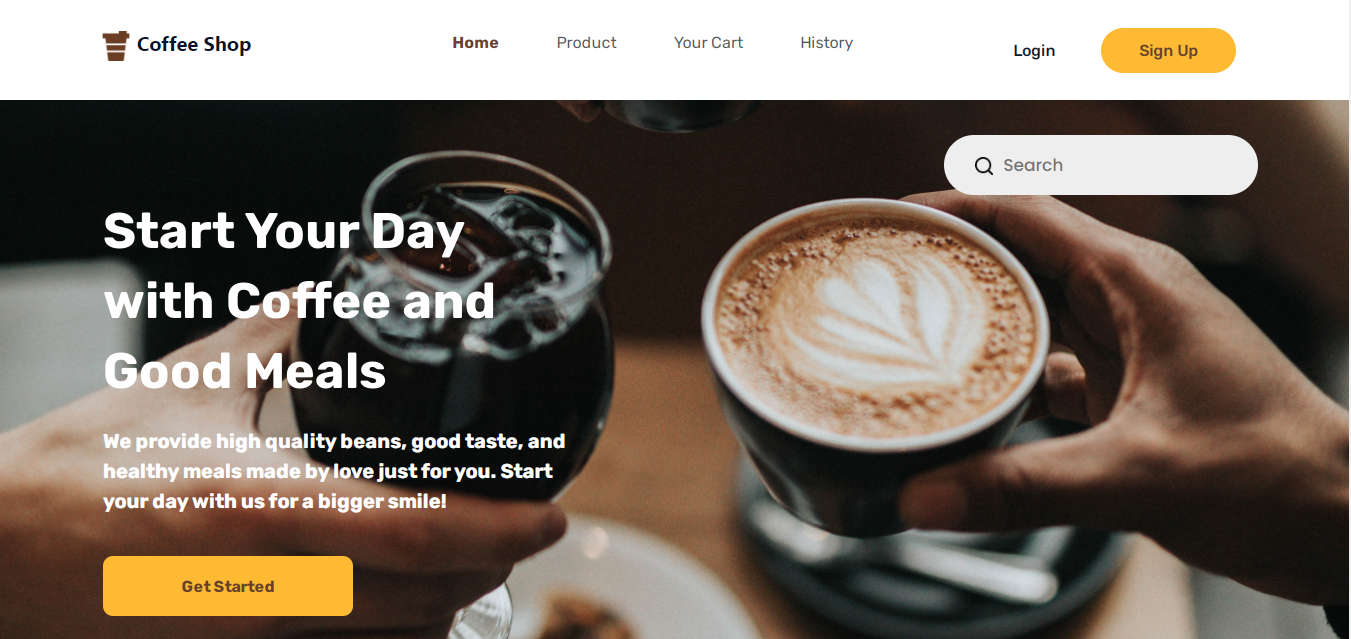 Coffee Shop
Home
Product
Your Cart
History
Login
Sign Up
Search
Start Your Day
with Coffee and
Good Meals
We provide high quality beans, good taste, and
healthy meals made by love just for you. Start
your day with us for a bigger smile!
Get Started